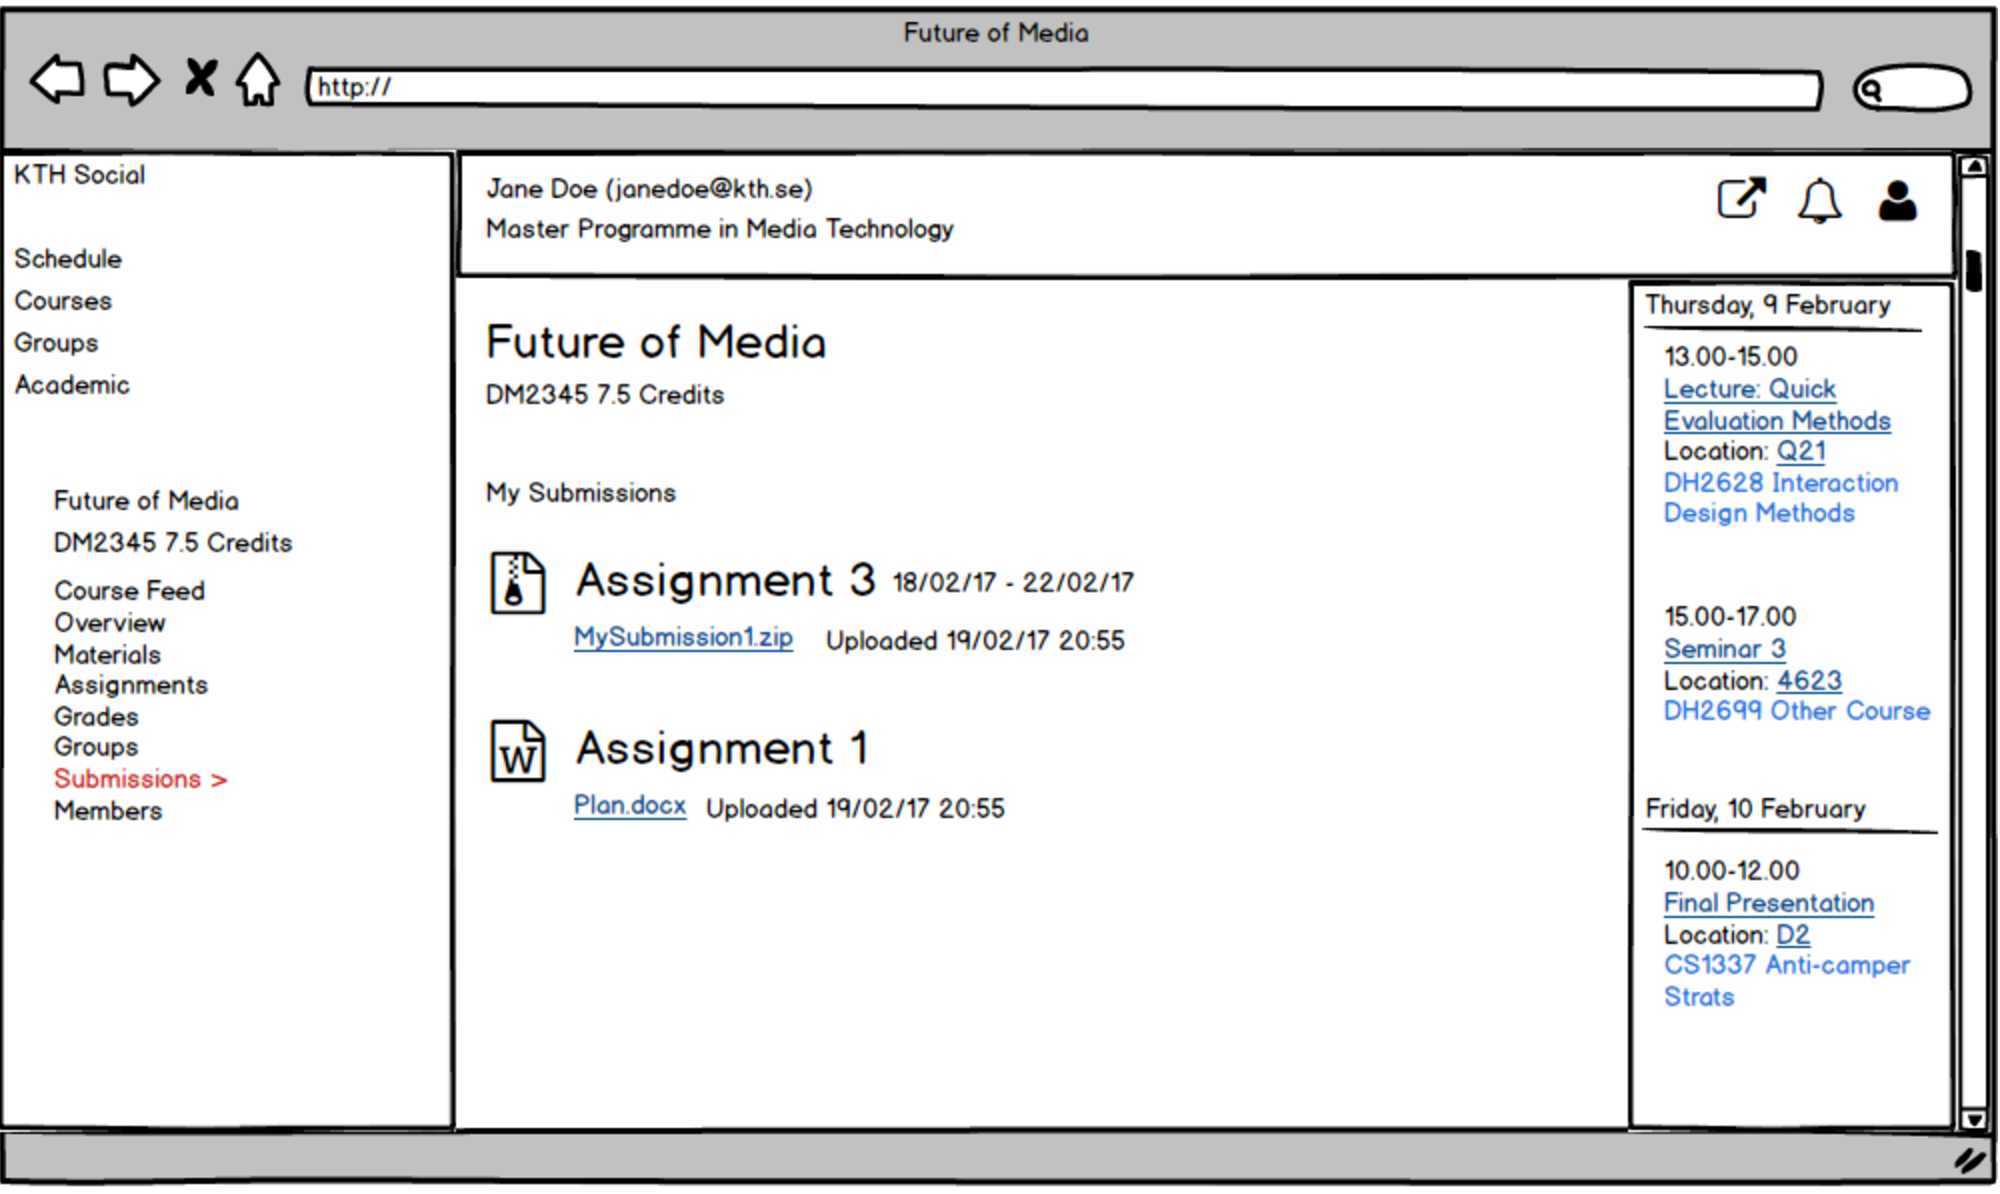 Future of Media
http://
KTH Social
Schedule
Courses
Groups
Academic
Future of Media
DM2345 7.5 Credits
Course Feed
Overview
Materials
Assignments
Grades
Groups
Submissions >
Members
Jane Doe (janedoe@kth.se)
Master Programme in Media Technology
Future of Media
DM2345 7.5 Credits
My Submissions
Assignment 3 18/02/17 - 22/02/17
MySubmission1.zip Uploaded 19/02/17 20:55
W
Assignment 1
Plan.docx Uploaded 19/02/17 20:55
Thursday, 9 February
13.00-15.00
Lecture: Quick
Evaluation Methods
Location: Q21
DH2628 Interaction
Design Methods
15.00-17.00
Seminar 3
Location: 4623
DH2699 Other Course
Friday, 10 February
10.00-12.00
Final Presentation
Location: D2
CS1337 Anti-camper
Strats